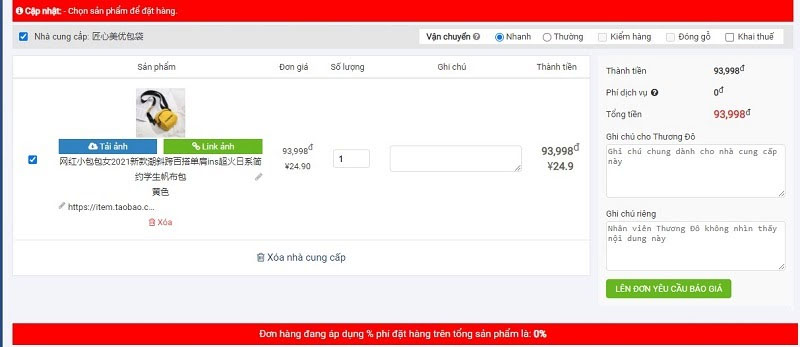 Cập nhật: - Chọn sản phẩm để đặt hàng.
Nhà cung cấp: 匠心美优包袋
Vận chuyển Nhanh Thường Kiểm hàng Đóng gỗ Khai thuế
Sản phẩm Đơn giá Số lượng Ghi chú Thành tiền
Tải ảnh Link ảnh
网红小包包女2021新款潮斜跨百搭单肩ins超火日系简
约学生帆布包
黄色
https://item.taobao.c...
Xóa
93,998đ
¥24.90
1
93,998đ
¥24.9
Xóa nhà cung cấp
Thành tiền 93,998đ
Phí dịch vụ 0đ
Tổng tiền 93,998đ
Ghi chú cho Thương Đô
Ghi chú chung dành cho nhà cung cấp
này
Ghi chú riêng
Nhân viên Thương Đô không nhìn thấy
nội dung này
LÊN ĐƠN YÊU CẦU BÁO GIÁ
Đơn hàng đang áp dụng % phí đặt hàng trên tổng sản phẩm là: 0%